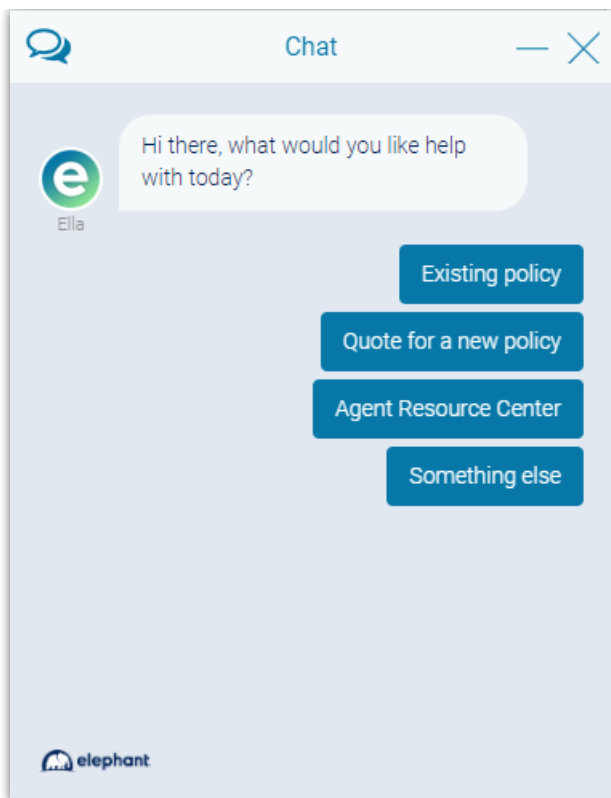 Chat
Hi there, what would you like help
with today?
e
Ella
Existing policy
Quote for a new policy
Agent Resource Center
Something else
elephant